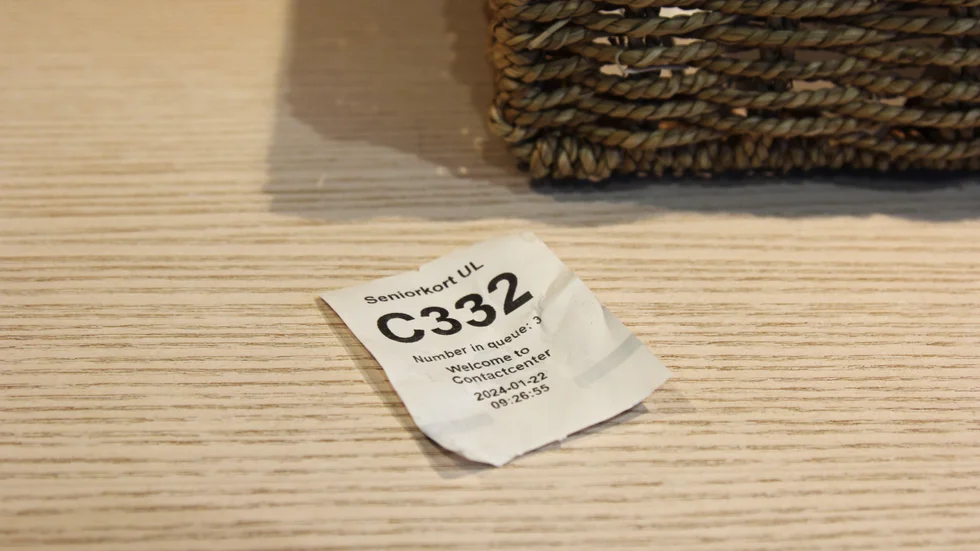 Seniorkort UL
C332
Number in queue: 3
Welcome to
Contactcenter
2024-01-22
09:26:55